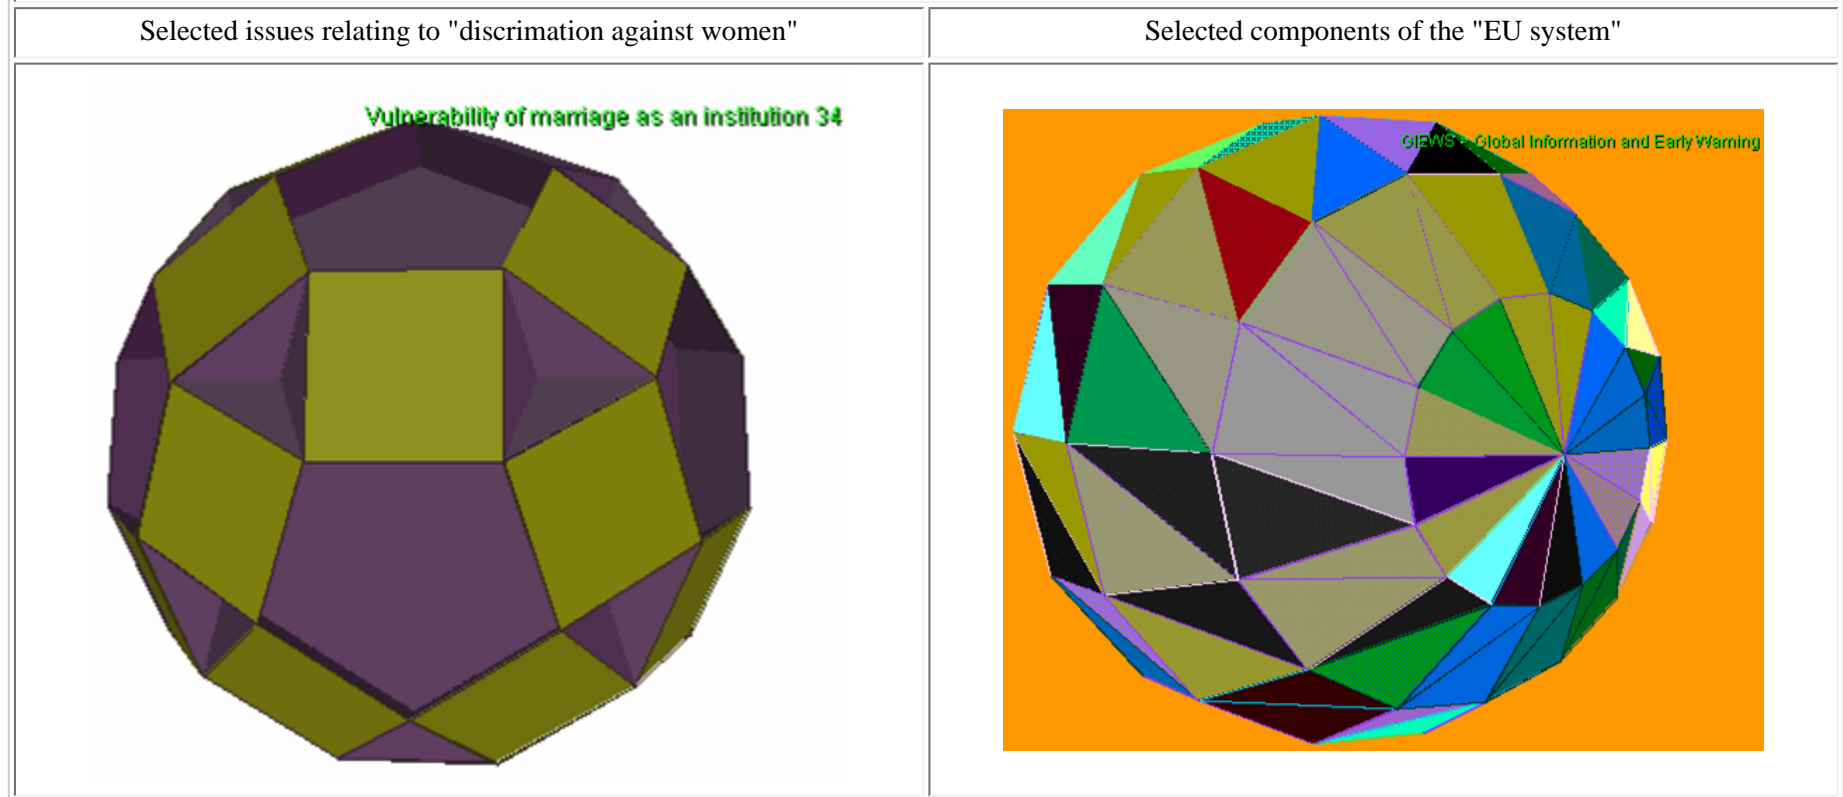 Selected issues relating to "discrimation against women"
Selected components of the "EU system"
Vulnerability of marriage as an institution 34
GIEWS - Global Information and Early Warning